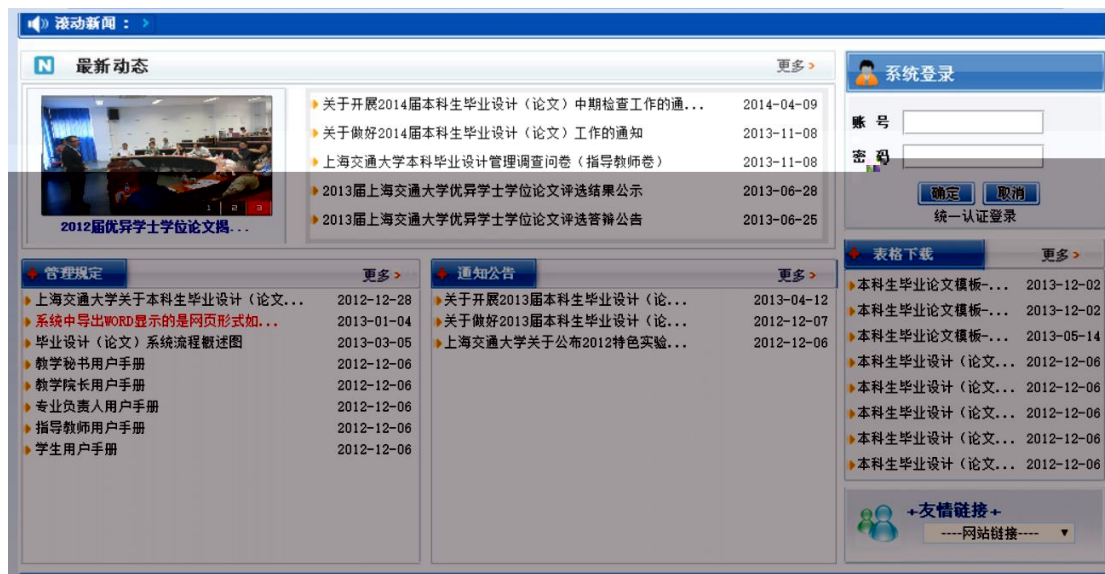 滚动新闻：
最新动态
更多
关于开展2014届本科生毕业设计（论文）中期检查工作的通... 2014-04-09
关于做好2014届本科生毕业设计（论文）工作的通知 2013-11-08
上海交通大学本科毕业设计管理调查问卷（指导教师卷） 2013-11-08
2013届上海交通大学优异学士学位论文评选结果公示 2013-06-28
2013届上海交通大学优异学士学位论文评选答辩公告 2013-06-25
1 2 3
2012届优异学士学位论文揭...
系统登录
账 号
密 码
确定 取消
统一认证登录
管理规定
更多
上海交通大学关于本科生毕业设计（论文... 2012-12-28
系统中导出WORD显示的是网页形式如... 2013-01-04
毕业设计（论文）系统流程概述图 2013-03-05
教学秘书用户手册 2012-12-06
教学院长用户手册 2012-12-06
专业负责人用户手册 2012-12-06
指导教师用户手册 2012-12-06
学生用户手册 2012-12-06
通知公告
更多
关于开展2013届本科生毕业设计（论... 2013-04-12
关于做好2013届本科生毕业设计（论... 2012-12-07
上海交通大学关于公布2012特色实验... 2012-12-06
表格下载
更多
本科生毕业论文模板-... 2013-12-02
本科生毕业论文模板-... 2013-12-02
本科生毕业论文模板-... 2013-05-14
本科生毕业设计（论文... 2012-12-06
本科生毕业设计（论文... 2012-12-06
本科生毕业设计（论文... 2012-12-06
本科生毕业设计（论文... 2012-12-06
本科生毕业设计（论文... 2012-12-06
+友情链接+
----网站链接----